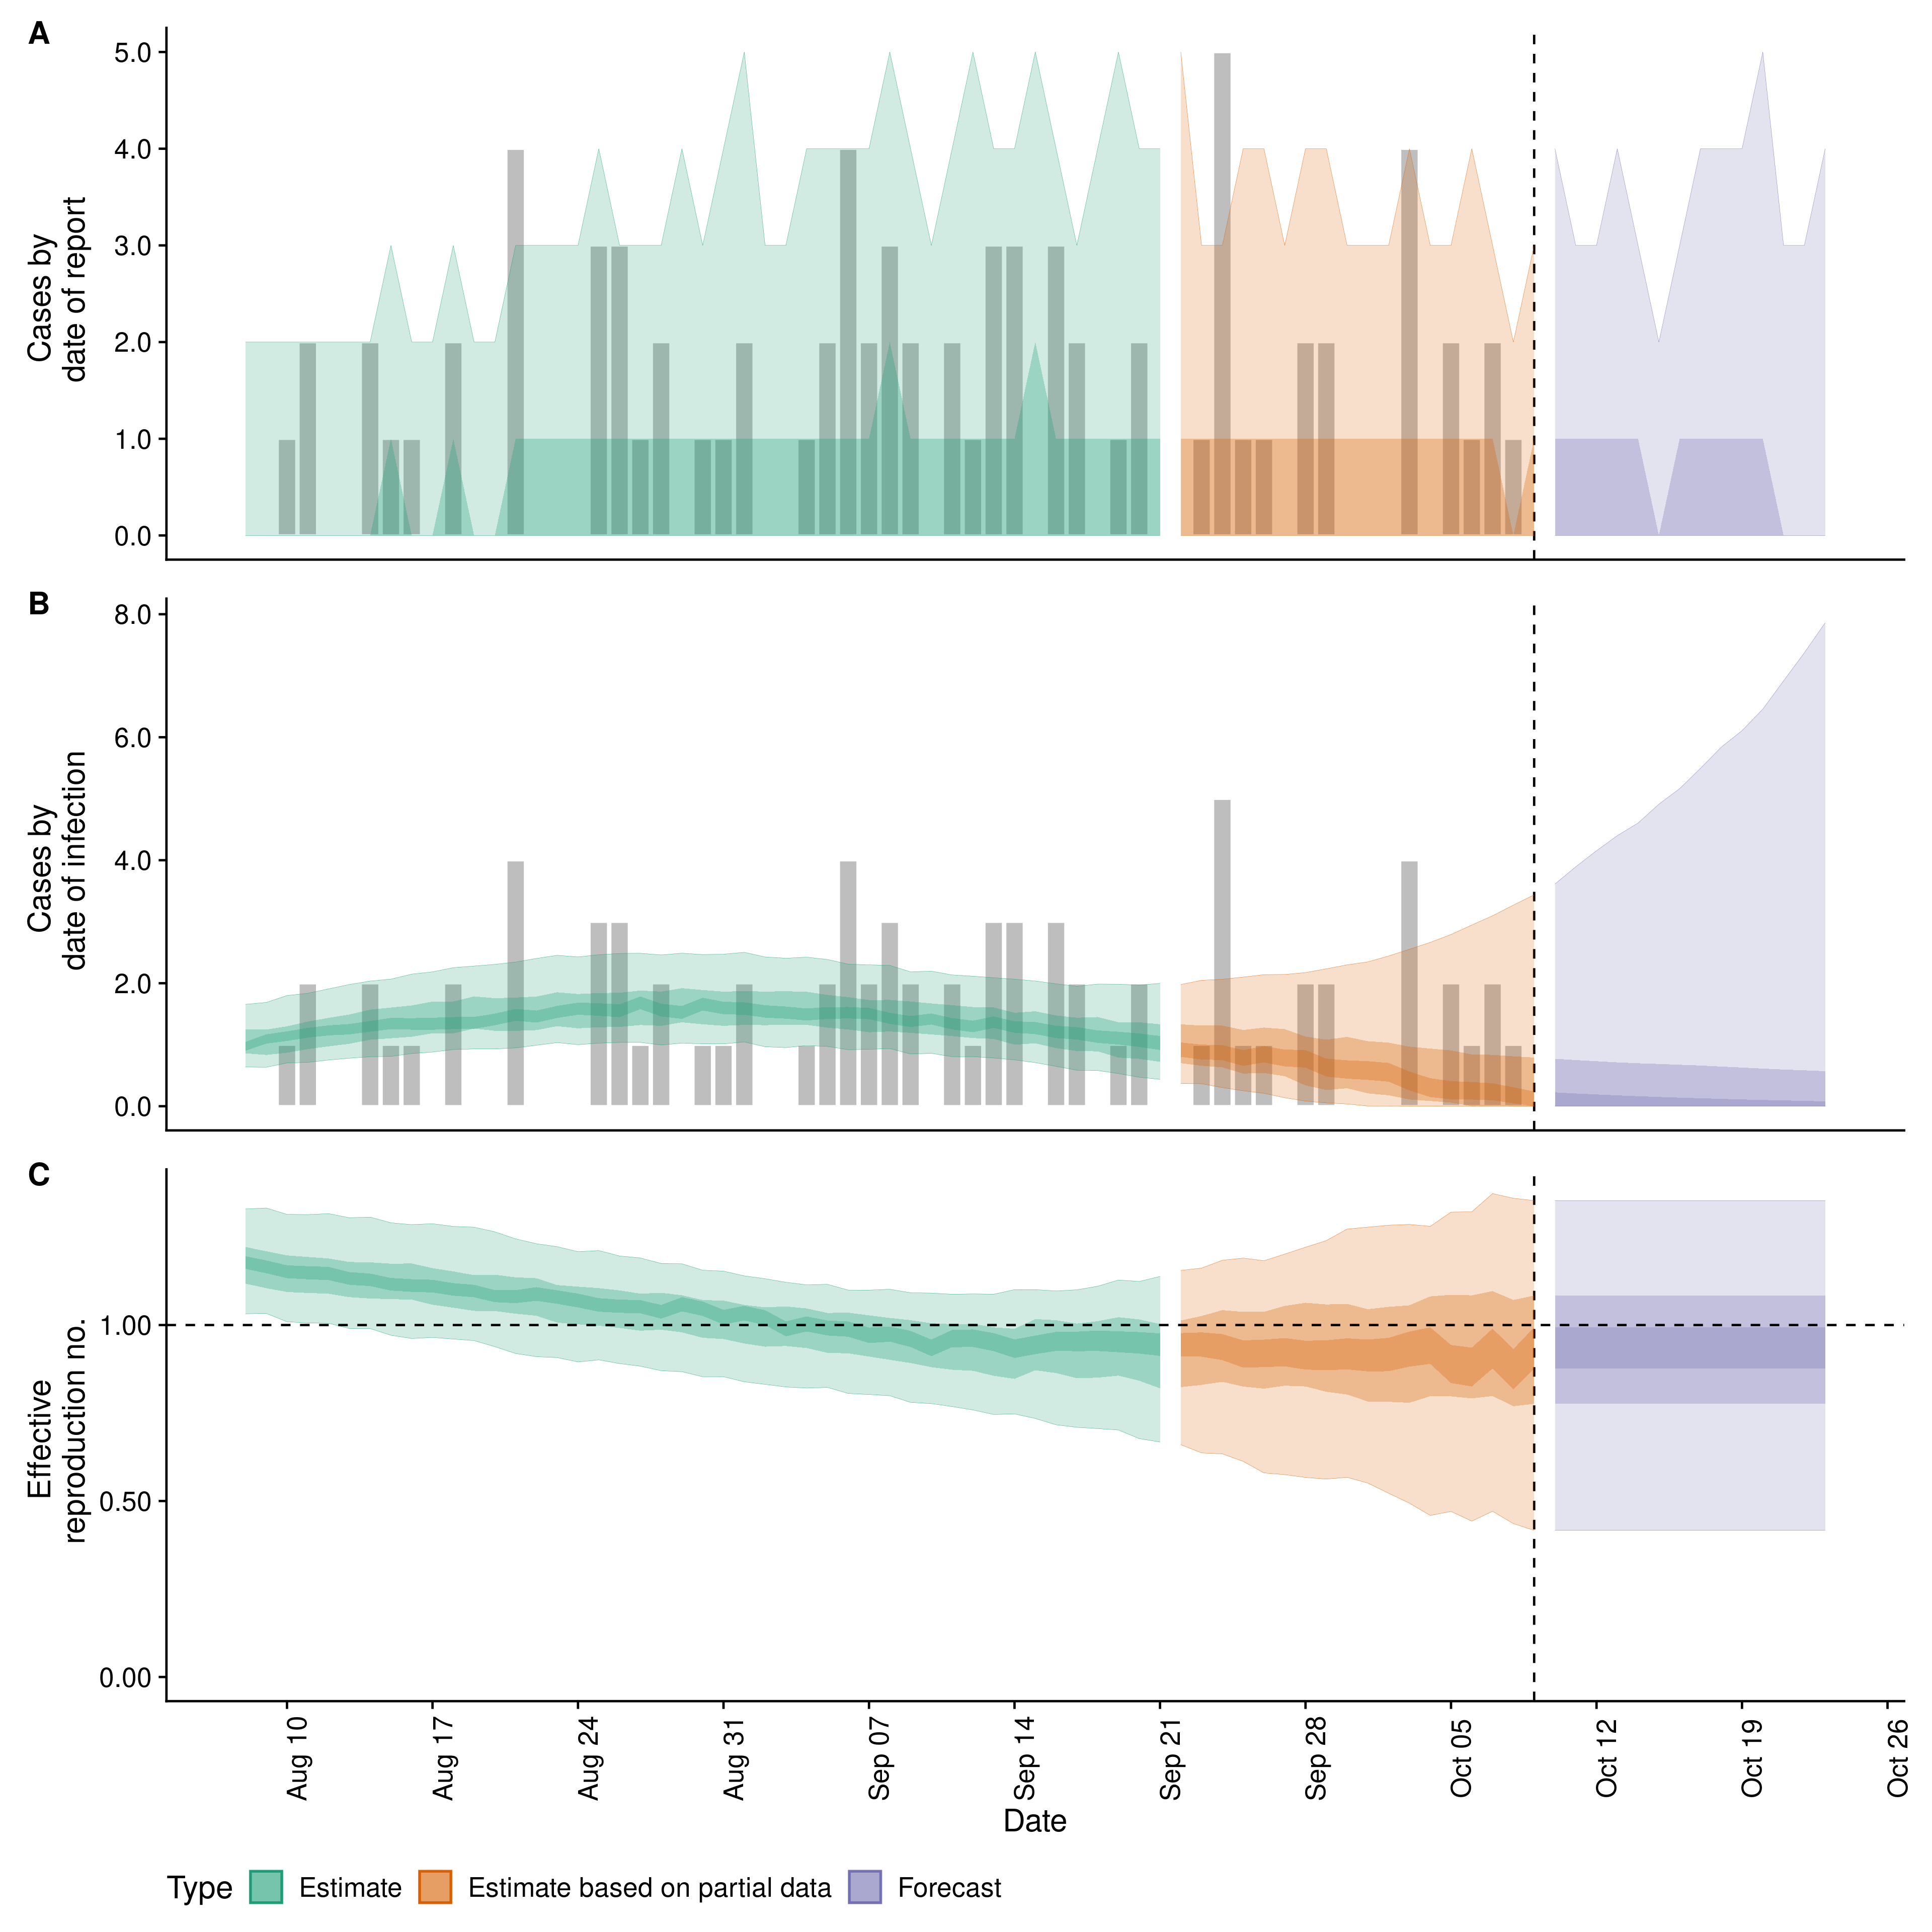 A
Cases by
date of report
5.0
4.0
3.0
2.0
1.0
0.0
B
Cases by
date of infection
8.0
6.0
4.0
2.0
0.0
C
Effective
reproduction no.
1.00
0.50
0.00
Aug 10
Aug 17
Aug 24
Aug 31
Sep 07
Sep 14
Sep 21
Sep 28
Oct 05
Oct 12
Oct 19
Oct 26
Date
Type Estimate Estimate based on partial data Forecast